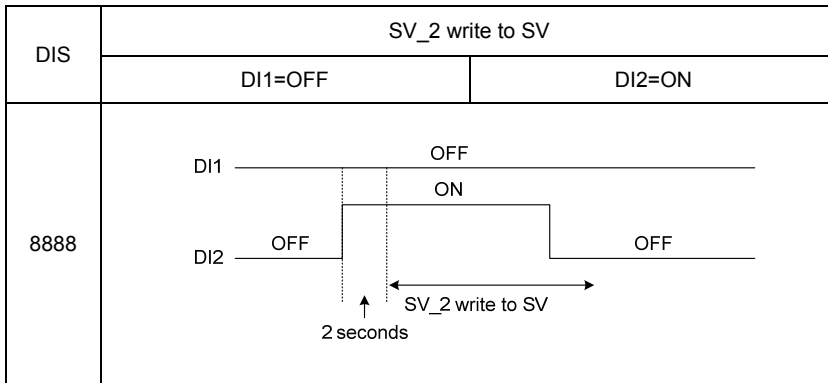 DIS
SV_2 write to SV
DI1=OFF
DI2=ON
8888
DI1
OFF
ON
DI2
OFF
OFF
SV_2 write to SV
2 seconds